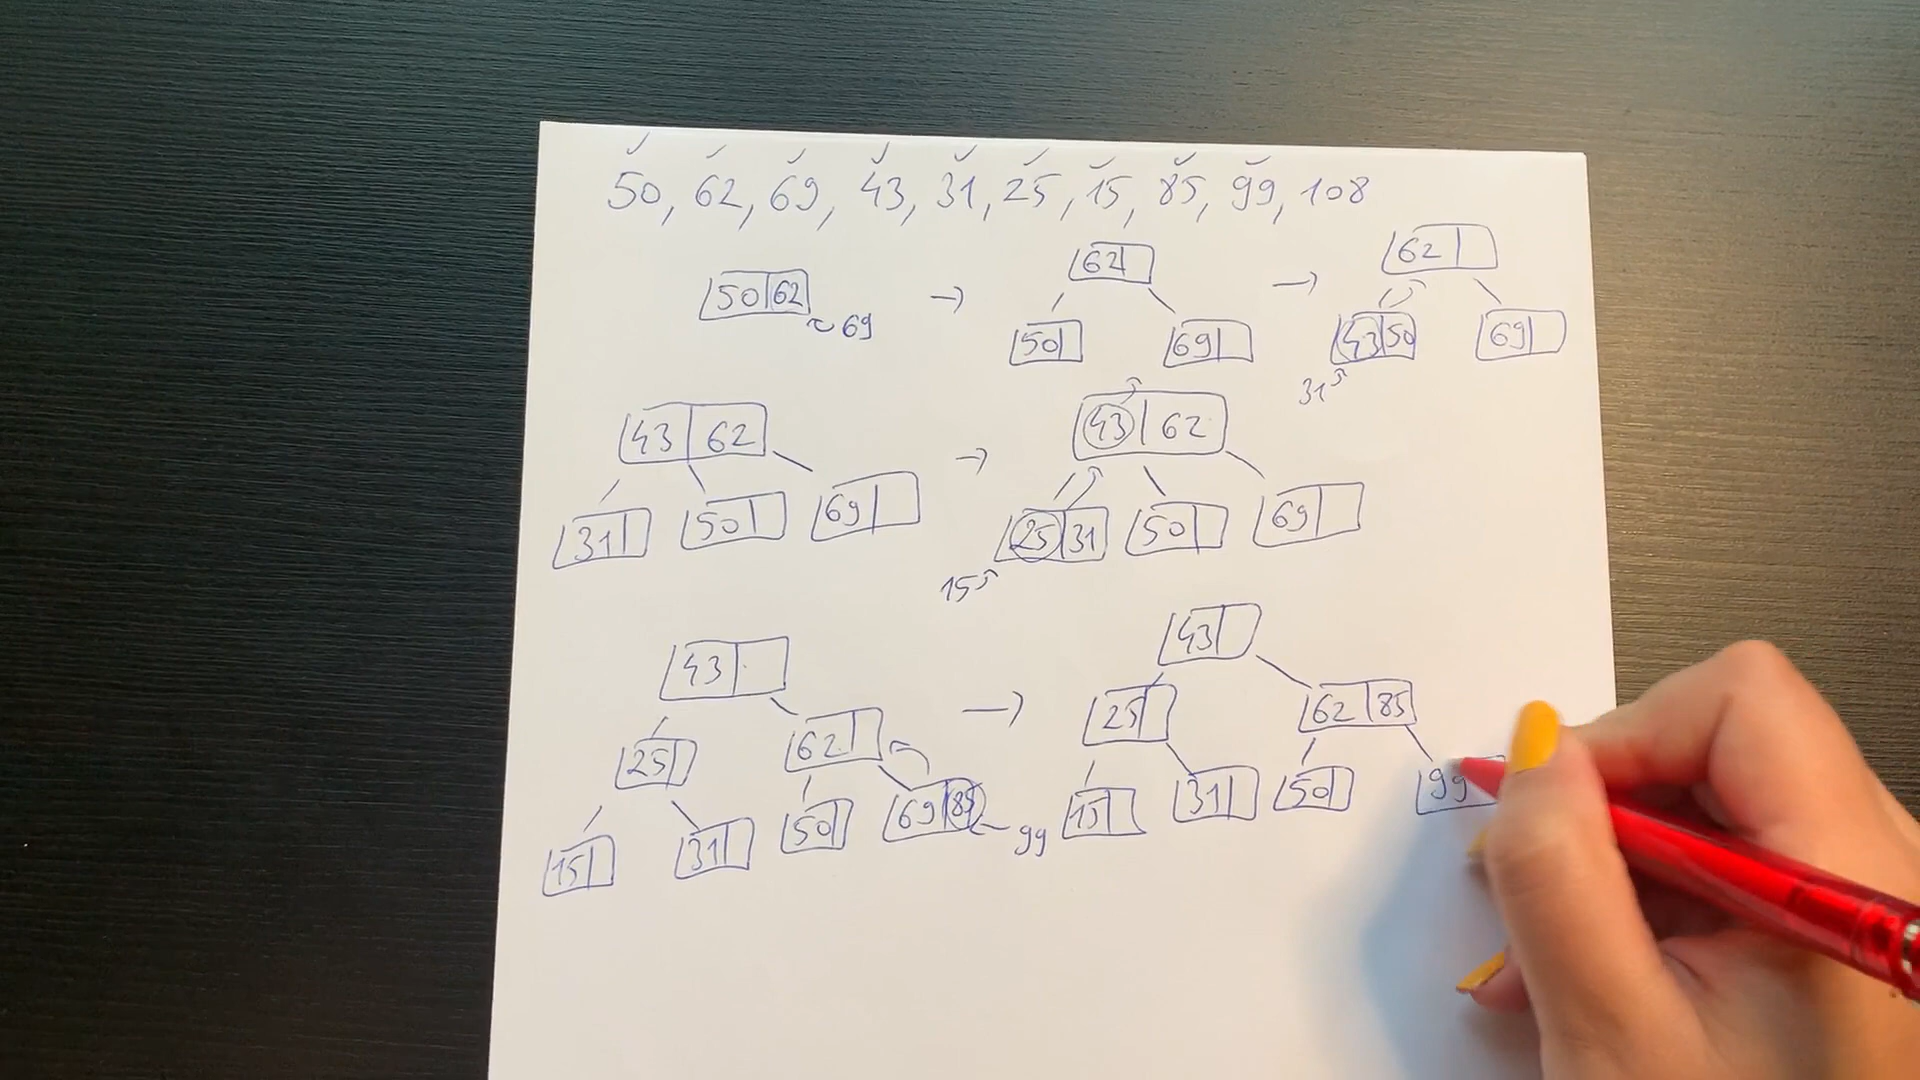 50, 62, 69, 43, 31, 25, 15, 85, 99, 108
50 62 69
62
50 69
62
43 50 69
31
43 62
31 50 69
43 62
25 31 50 69
15
43
25 62
15 31 50 69 85
99
43
25 62 85
15 31 50 99